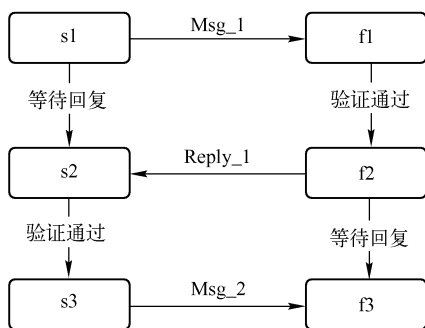 s1
Msg_1
f1
等待回复
验证通过
s2
Reply_1
f2
验证通过
等待回复
s3
Msg_2
f3